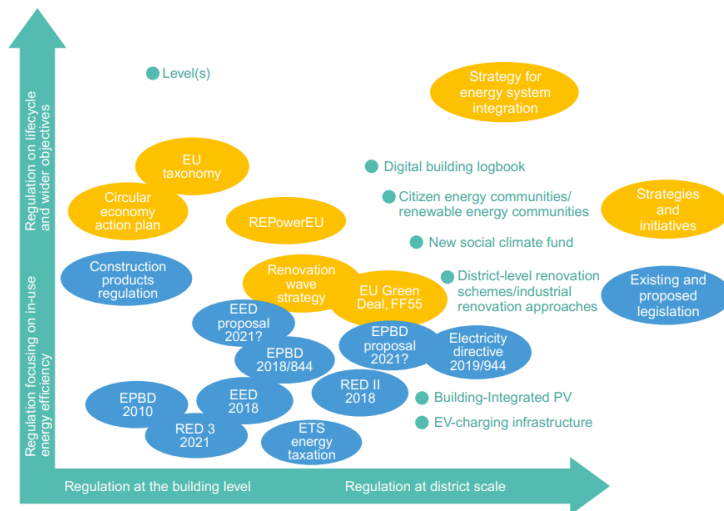 Level(s)
Strategy for
energy system
integration
EU
taxonomy
Digital building logbook
Circular
economy
action plan
Citizen energy communities/
renewable energy communities
Strategies and
initiatives
REPowerEU
New social climate fund
Construction
products
regulation
Renovation
wave
strategy
EU Green
Deal, FF55
District-level renovation
schemes/industrial
renovation approaches
Existing and
proposed
legislation
EED
proposal
2021?
EPBD
proposal
2021?
Electricity
directive
2019/944
EPBD
2018/844
EPBD
2010
EED
2018
RED II
2018
Building-Integrated PV
RED 3
2021
ETS
energy
taxation
EV-charging infrastructure
Regulation on lifecycle
and wider objectives
Regulation focusing on in-use
energy efficiency
Regulation at the building level
Regulation at district scale